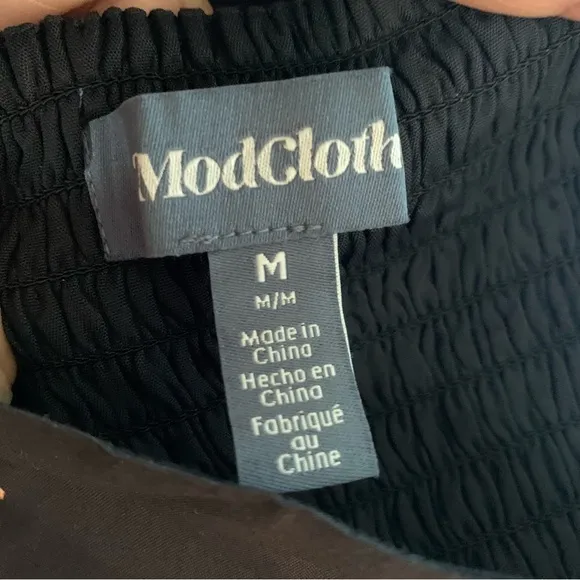 ModCloth
M
M/M
Made in
China
Hecho en
China
Fabriqué
au
Chine